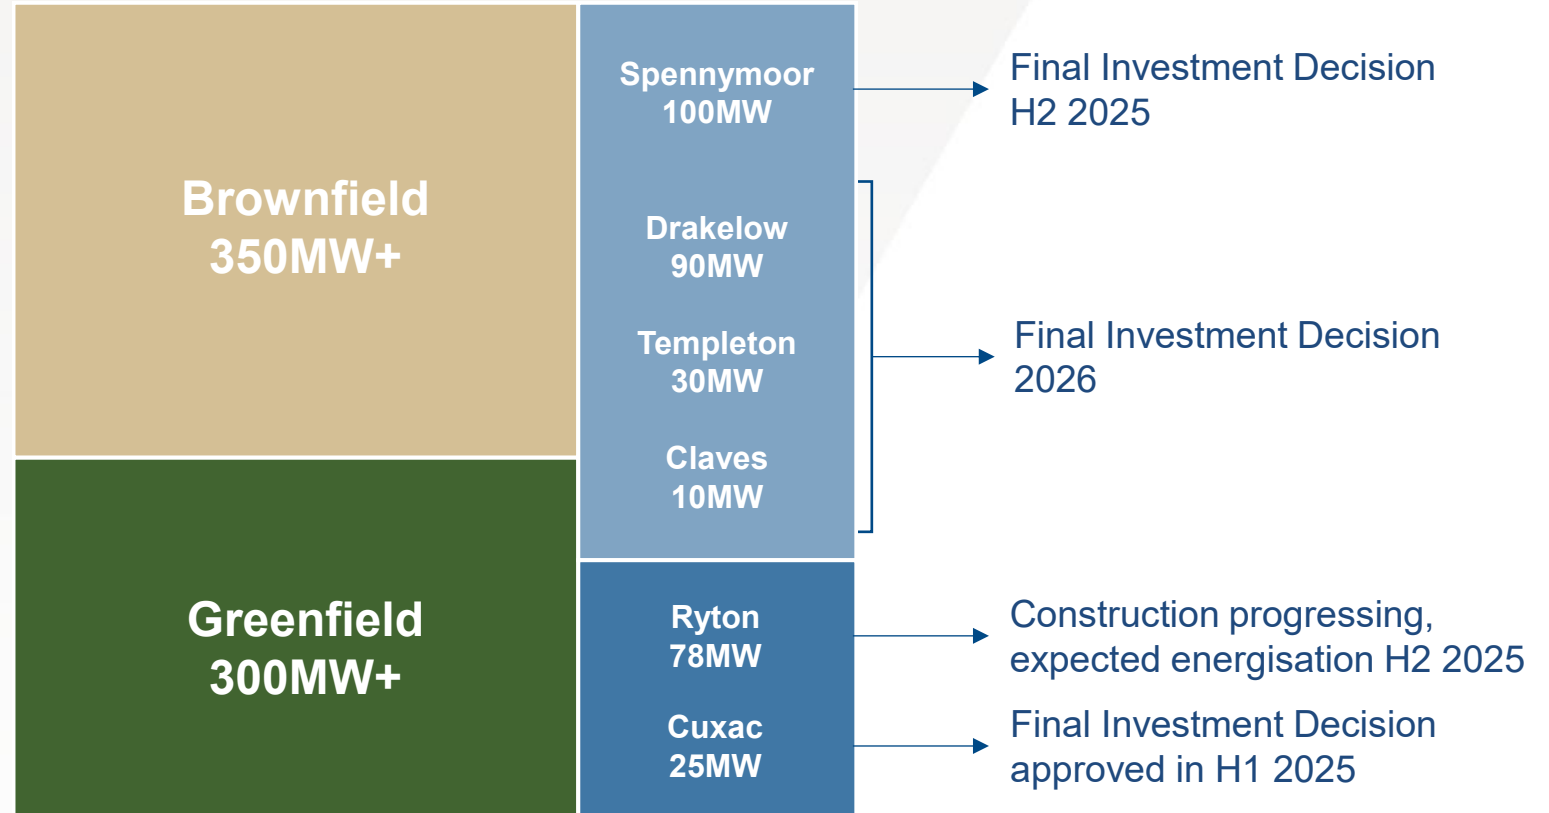 Brownfield
350MW+
Greenfield
300MW+
Spennymoor
100MW
Drakelow
90MW
Templeton
30MW
Claves
10MW
Ryton
78MW
Cuxac
25MW
Final Investment Decision
H2 2025
Final Investment Decision
2026
Construction progressing,
expected energisation H2 2025
Final Investment Decision
approved in H1 2025